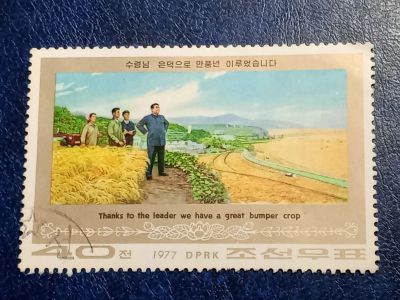 수령님 은덕으로 만풍년 이루었습니다
Thanks to the leader we have a great bumper crop
40전 1977 DPRK 조선우표